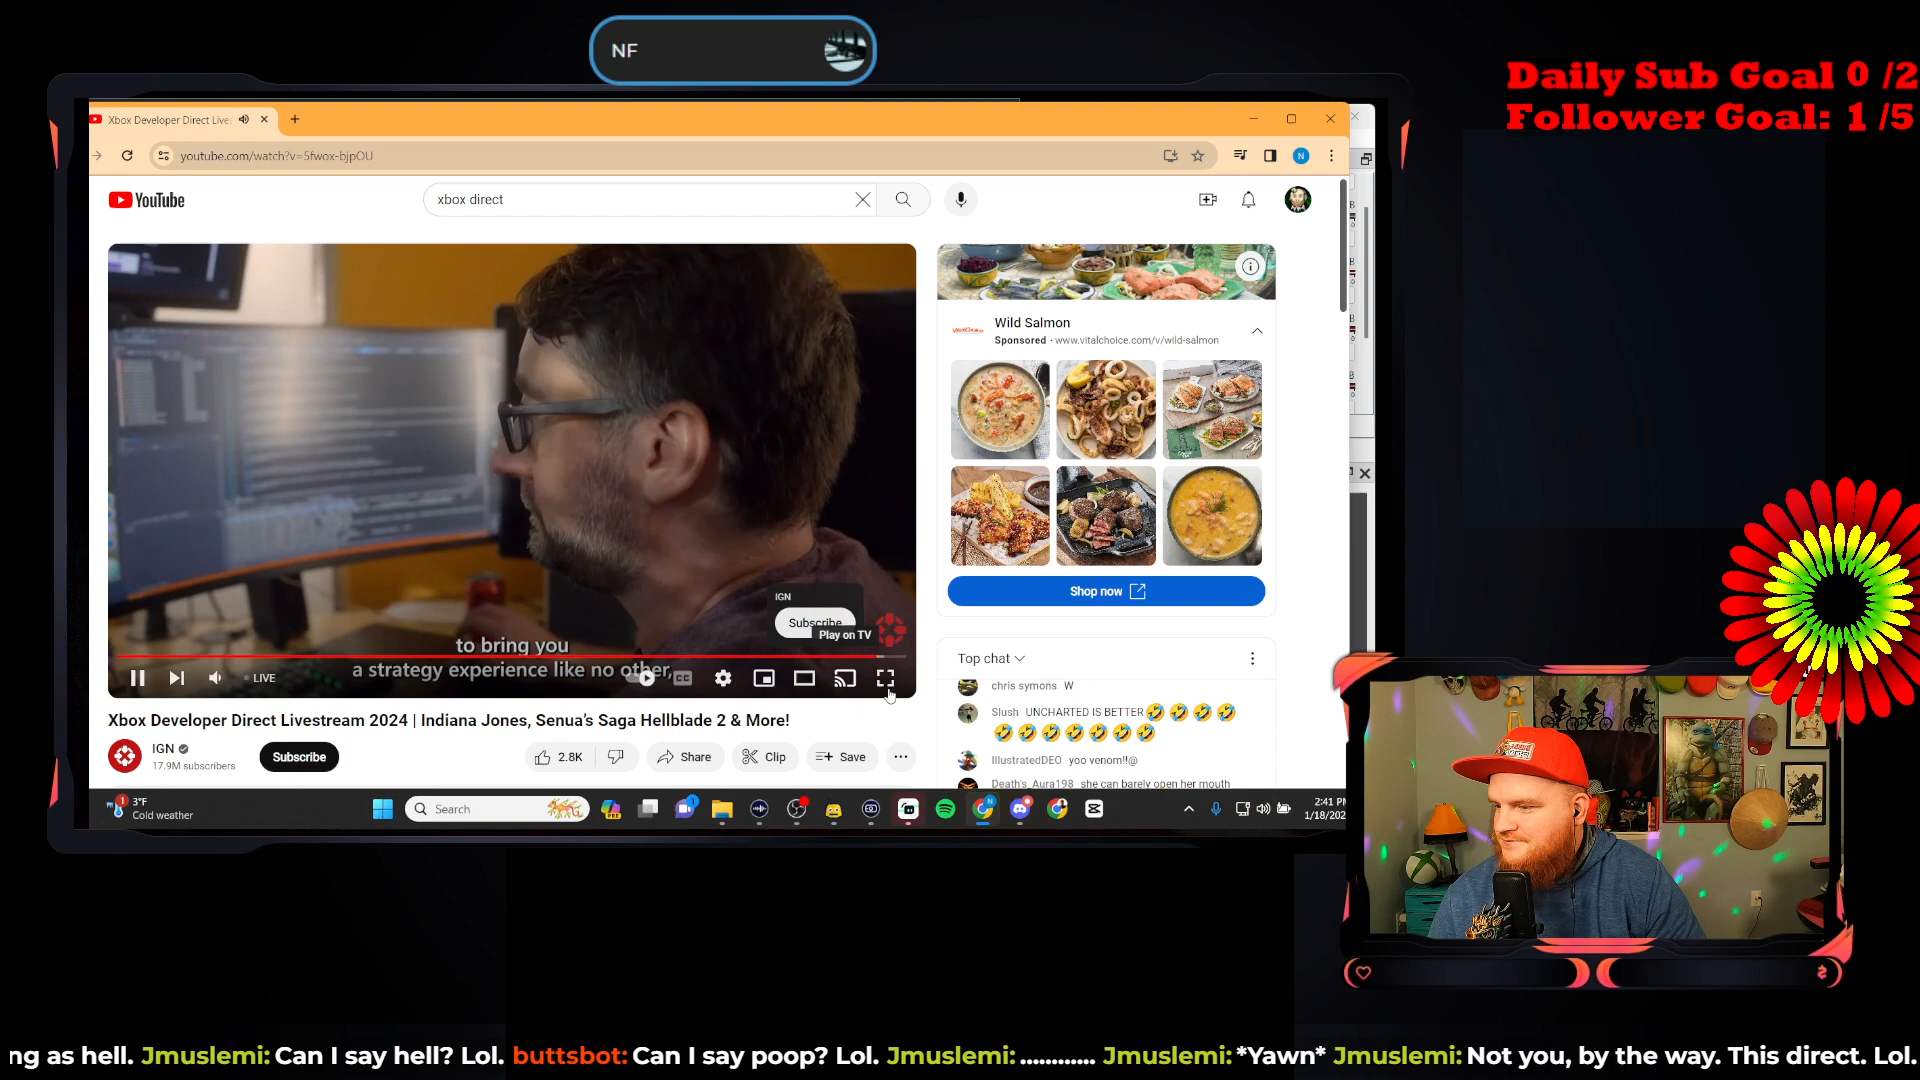 NF
Daily Sub Goal 0 /2
Follower Goal: 1 /5
Xbox Developer Direct Live
youtube.com/watch?v=5fwox-bjpOU
N
YouTube
xbox direct
Wild Salmon
Sponsored · www.vitalchoice.com/v/wild-salmon
Shop now
IGN
Subscribe
Play on TV
to bring you
a strategy experience like no other,
LIVE
CC
Xbox Developer Direct Livestream 2024 | Indiana Jones, Senua's Saga Hellblade 2 & More!
IGN
17.9M subscribers
Subscribe
2.8K
Share
Clip
Save
Top chat
chris symons W
Slush UNCHARTED IS BETTER 🤣 🤣 🤣 🤣
🤣 🤣 🤣 🤣 🤣 🤣 🤣
IllustratedDEO yoo venom!!@
Death's_Aura198 she can barely open her mouth
1
3°F
Cold weather
Search
PRE
2:41 PM
1/18/202
ng as hell. Jmuslemi: Can I say hell? Lol. buttsbot: Can I say poop? Lol. Jmuslemi: ............ Jmuslemi: *Yawn* Jmuslemi: Not you, by the way. This direct. Lol.